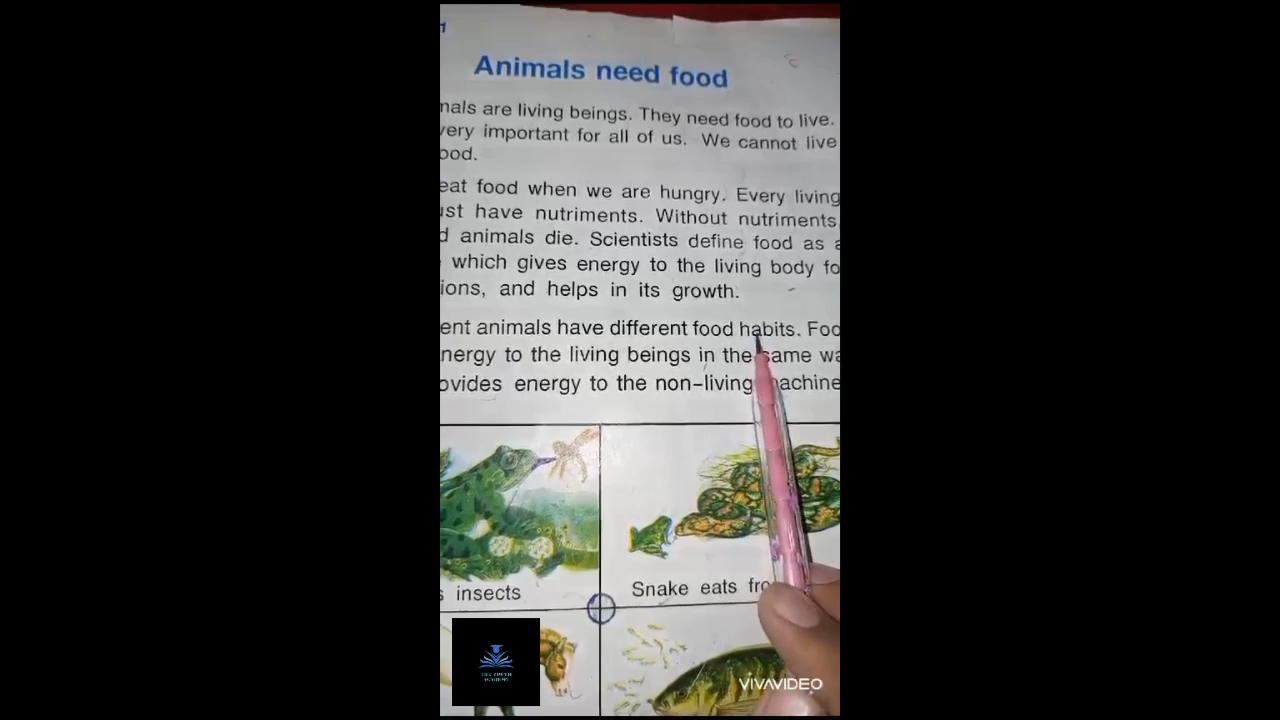 1
Animals need food
mals are living beings. They need food to live.
very important for all of us. We cannot live
ood.
eat food when we are hungry. Every living
ust have nutriments. Without nutriments
d animals die. Scientists define food as a
which gives energy to the living body fo
ions, and helps in its growth.
ent animals have different food habits. Foo
nergy to the living beings in the same wa
ovides energy to the non-living machine
s insects
Snake eats fro
ACADEMY
VIVAVIDEO